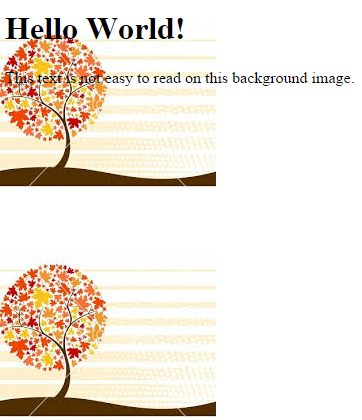 Hello World!
This text is not easy to read on this background image.